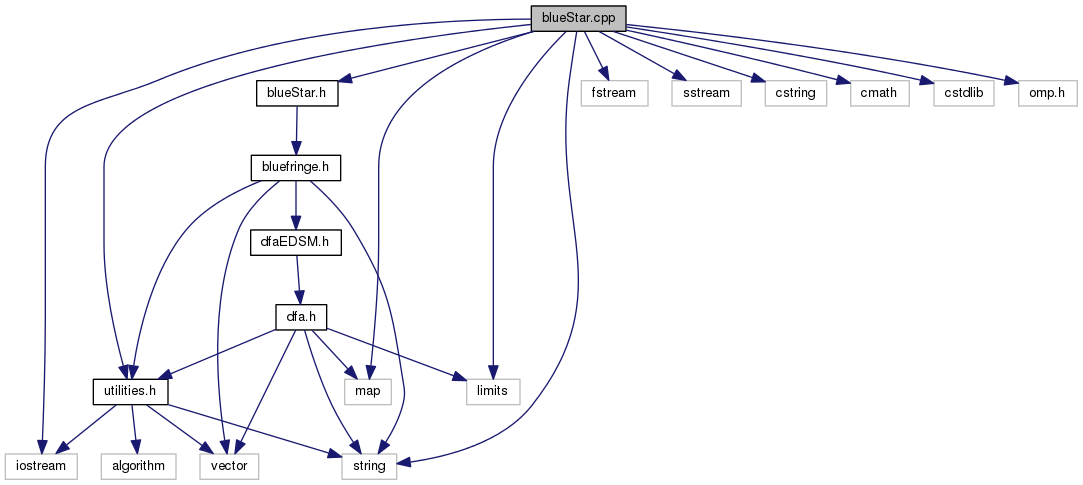 blueStar.cpp
blueStar.h
fstream
sstream
cstring
cmath
cstdlib
omp.h
bluefringe.h
dfaEDSM.h
dfa.h
utilities.h
map
limits
iostream
algorithm
vector
string